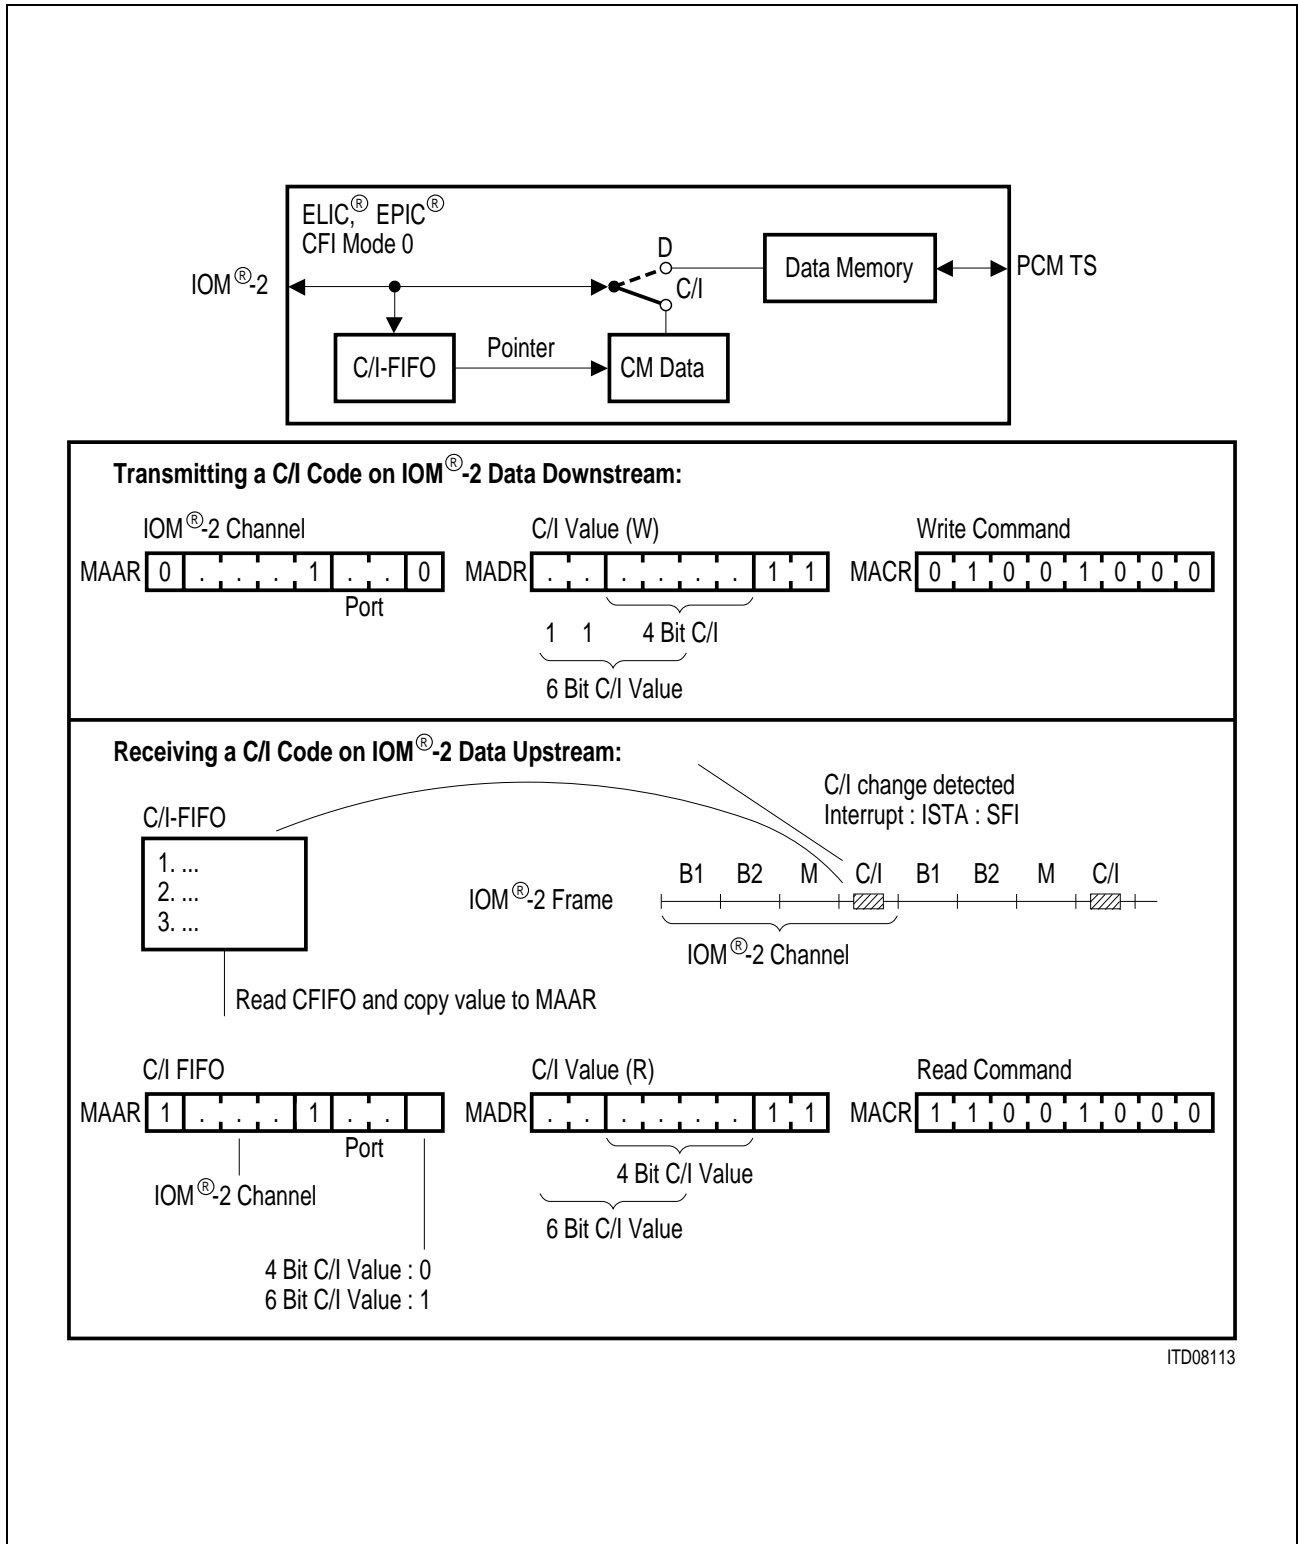 ELIC,® EPIC®
CFI Mode 0
D
Data Memory
PCM TS
IOM®-2
C/I
C/I-FIFO
Pointer
CM Data
Transmitting a C/I Code on IOM®-2 Data Downstream:
IOM®-2 Channel
C/I Value (W)
Write Command
MAAR 0 . . . 1 . . 0
MADR . . . . . . 1 1
MACR 0 1 0 0 1 0 0 0
Port
1 1 4 Bit C/I
6 Bit C/I Value
Receiving a C/I Code on IOM®-2 Data Upstream:
C/I change detected
Interrupt : ISTA : SFI
C/I-FIFO
1. ...
2. ...
3. ...
B1 B2 M C/I B1 B2 M C/I
IOM®-2 Frame
IOM®-2 Channel
Read CFIFO and copy value to MAAR
C/I FIFO
C/I Value (R)
Read Command
MAAR 1 . . . 1 . .
MADR . . . . . . 1 1
MACR 1 1 0 0 1 0 0 0
Port
4 Bit C/I Value
IOM®-2 Channel
6 Bit C/I Value
4 Bit C/I Value : 0
6 Bit C/I Value : 1
ITD08113